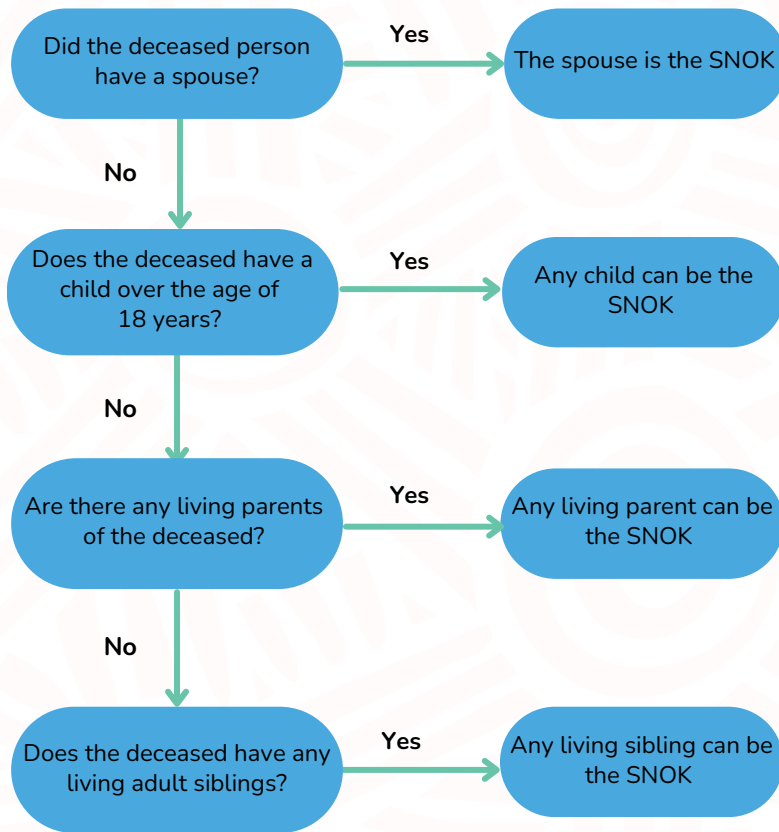 Did the deceased person
have a spouse?
Yes
The spouse is the SNOK
No
Does the deceased have a
child over the age of
18 years?
Yes
Any child can be the
SNOK
No
Are there any living parents
of the deceased?
Yes
Any living parent can be
the SNOK
No
Does the deceased have any
living adult siblings?
Yes
Any living sibling can be
the SNOK